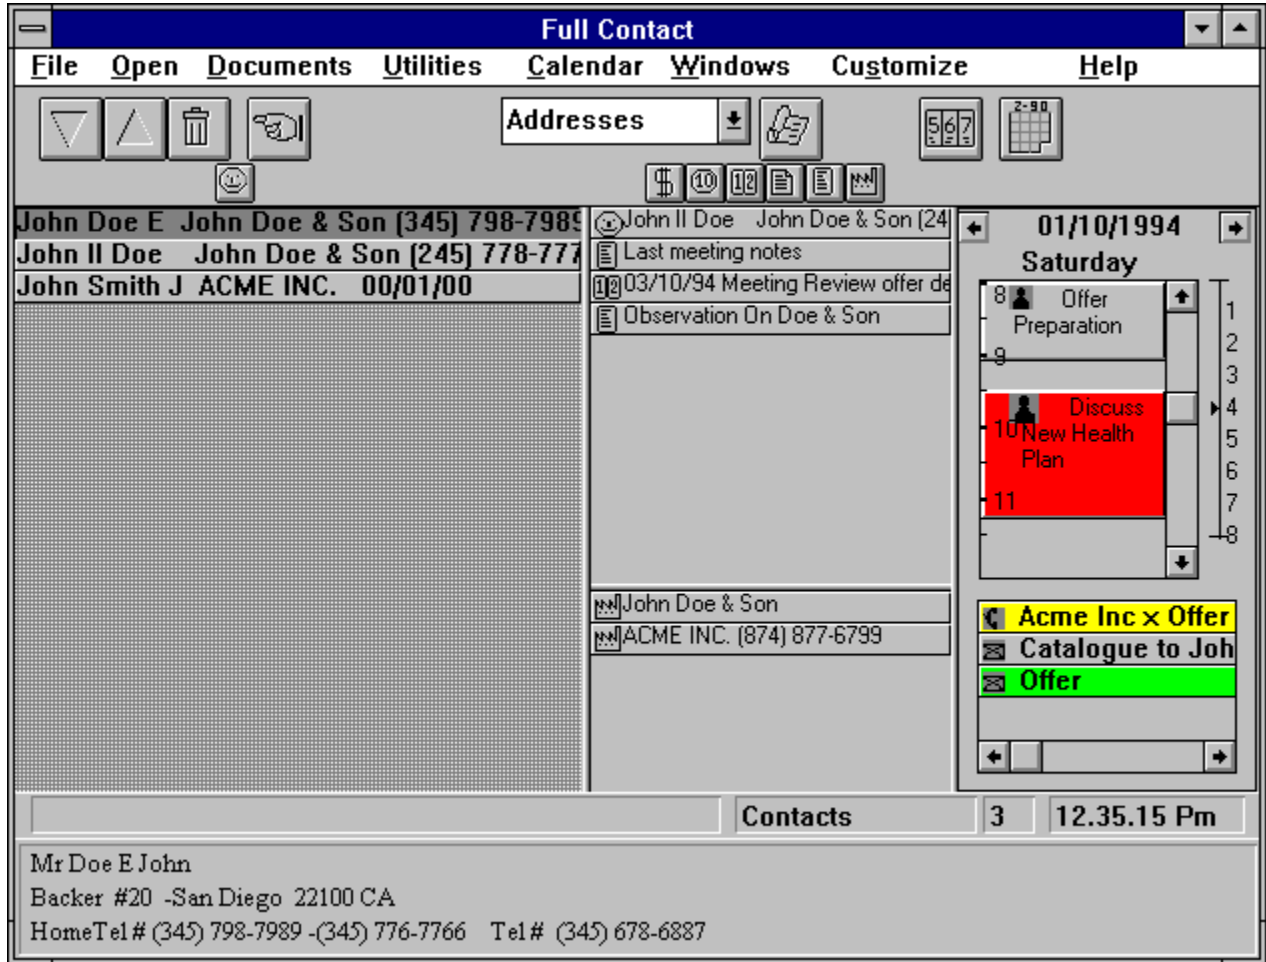 Full Contact
File Open Documents Utilities Calendar Windows Customize Help
Addresses
567
2-90
$ 10 12
John Doe E John Doe & Son (345) 798-7989
John II Doe John Doe & Son (245) 778-777
John Smith J ACME INC. 00/01/00
John II Doe John Doe & Son (24
Last meeting notes
12 03/10/94 Meeting Review offer de
Observation On Doe & Son
John Doe & Son
ACME INC. (874) 877-6799
01/10/1994
Saturday
8 Offer
Preparation
9
Discuss
10 New Health
Plan
11
1
2
3
4
5
6
7
8
Acme Inc x Offer
Catalogue to Joh
Offer
Contacts 3 12.35.15 Pm
Mr Doe E John
Backer #20 -San Diego 22100 CA
HomeTel# (345) 798-7989 -(345) 776-7766 Tel# (345) 678-6887